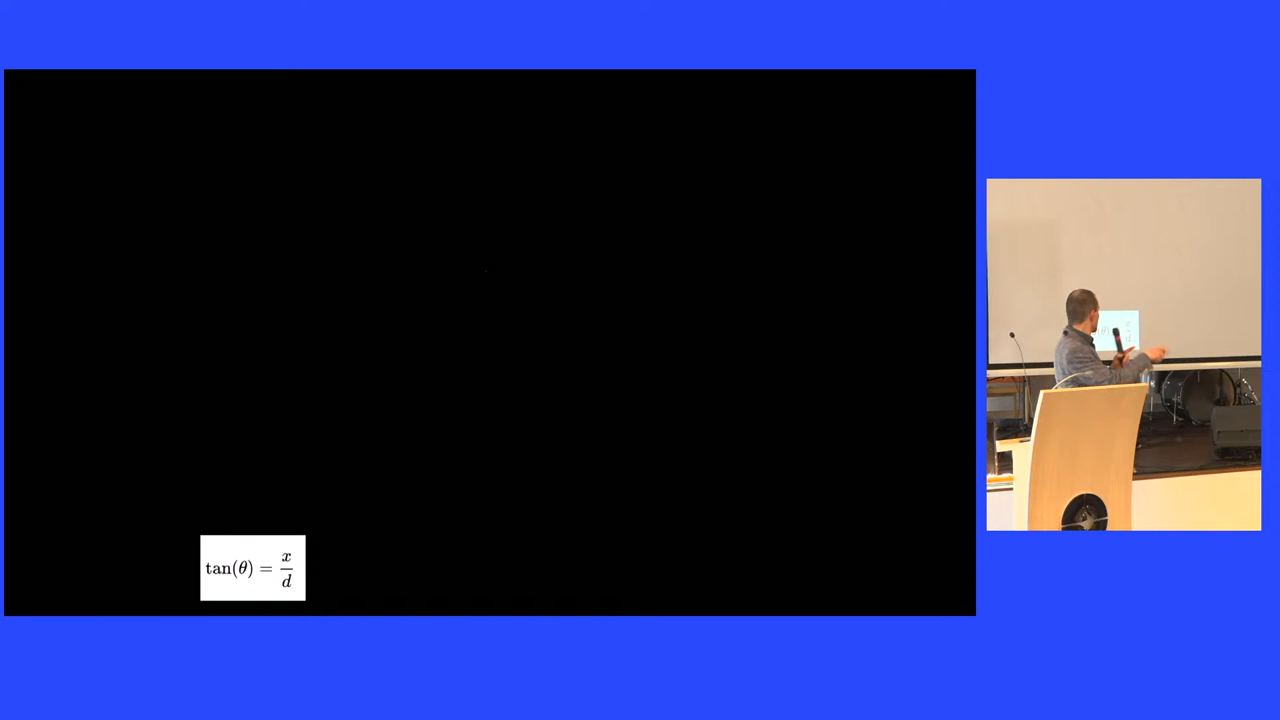 tan(θ) = x/d